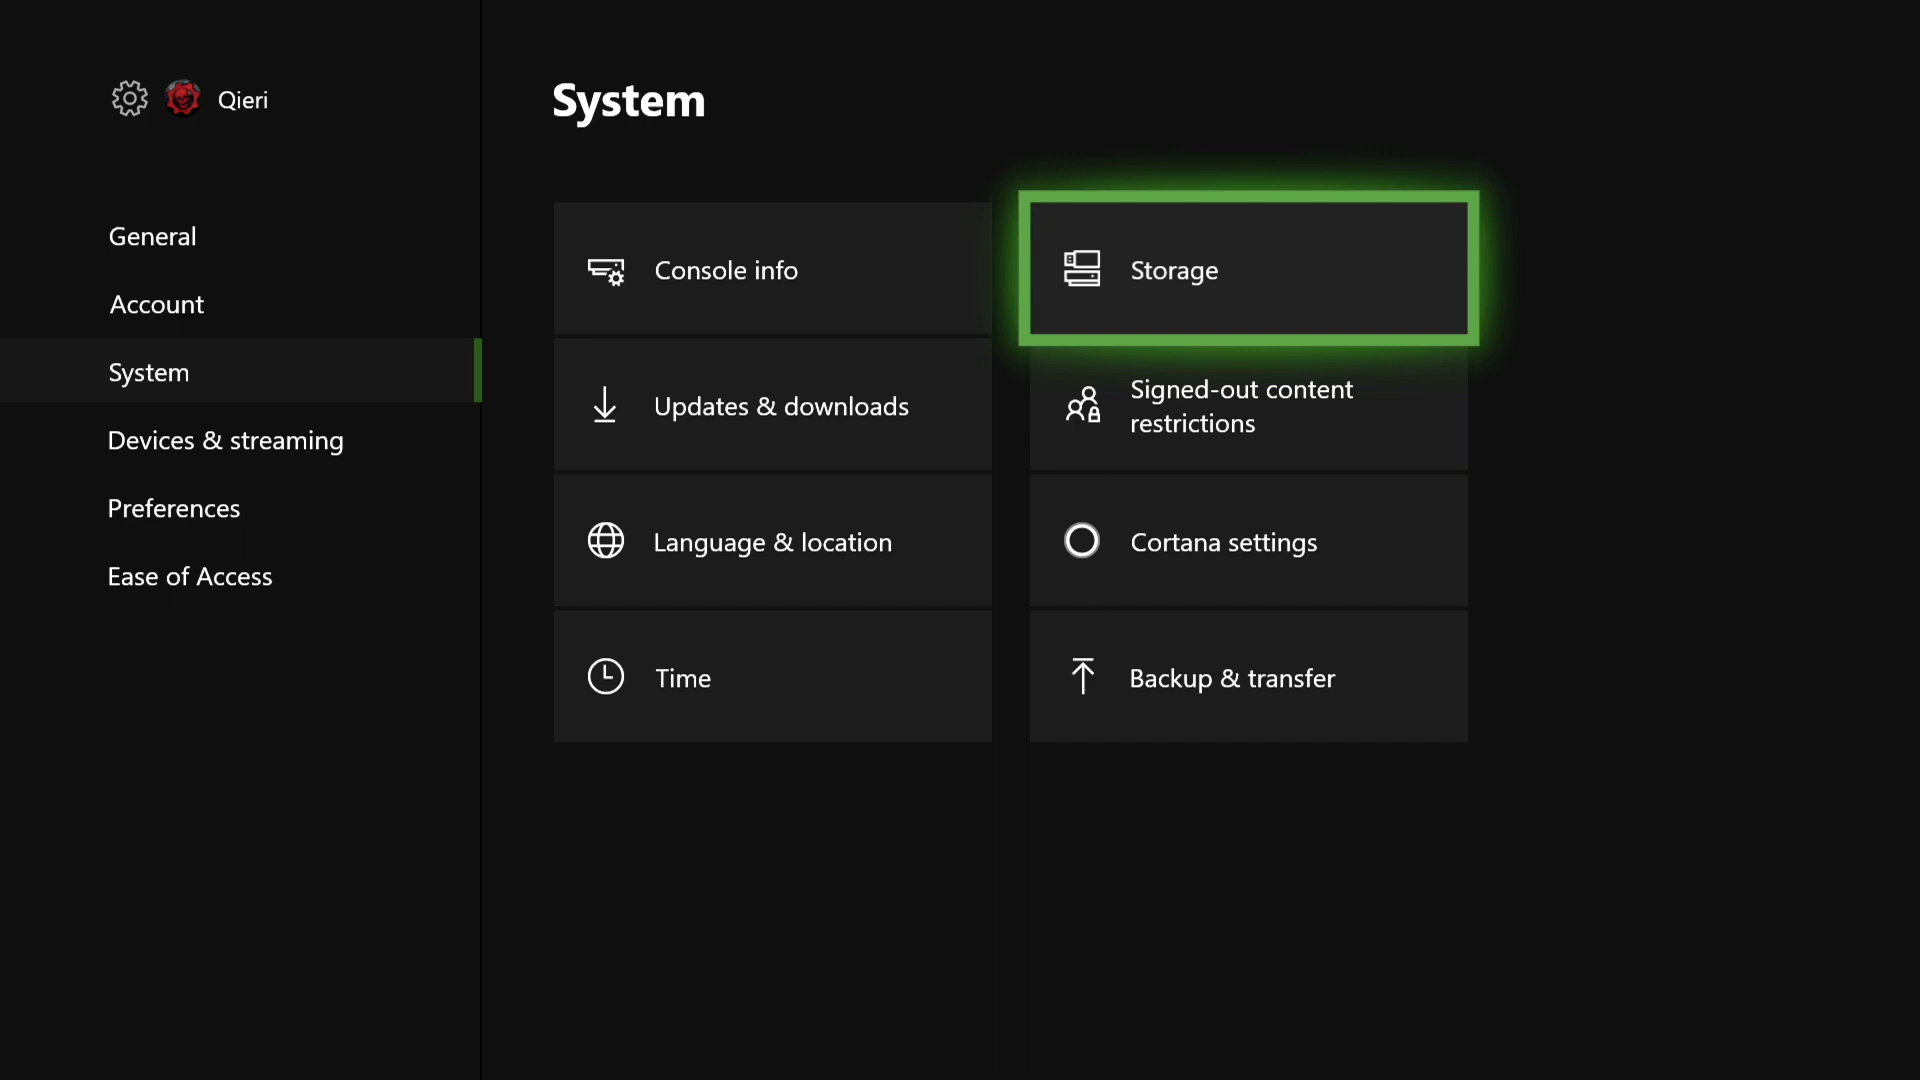 Qieri
General
Account
System
Devices & streaming
Preferences
Ease of Access
System
Console info
Storage
Updates & downloads
Signed-out content
restrictions
Language & location
Cortana settings
Time
Backup & transfer